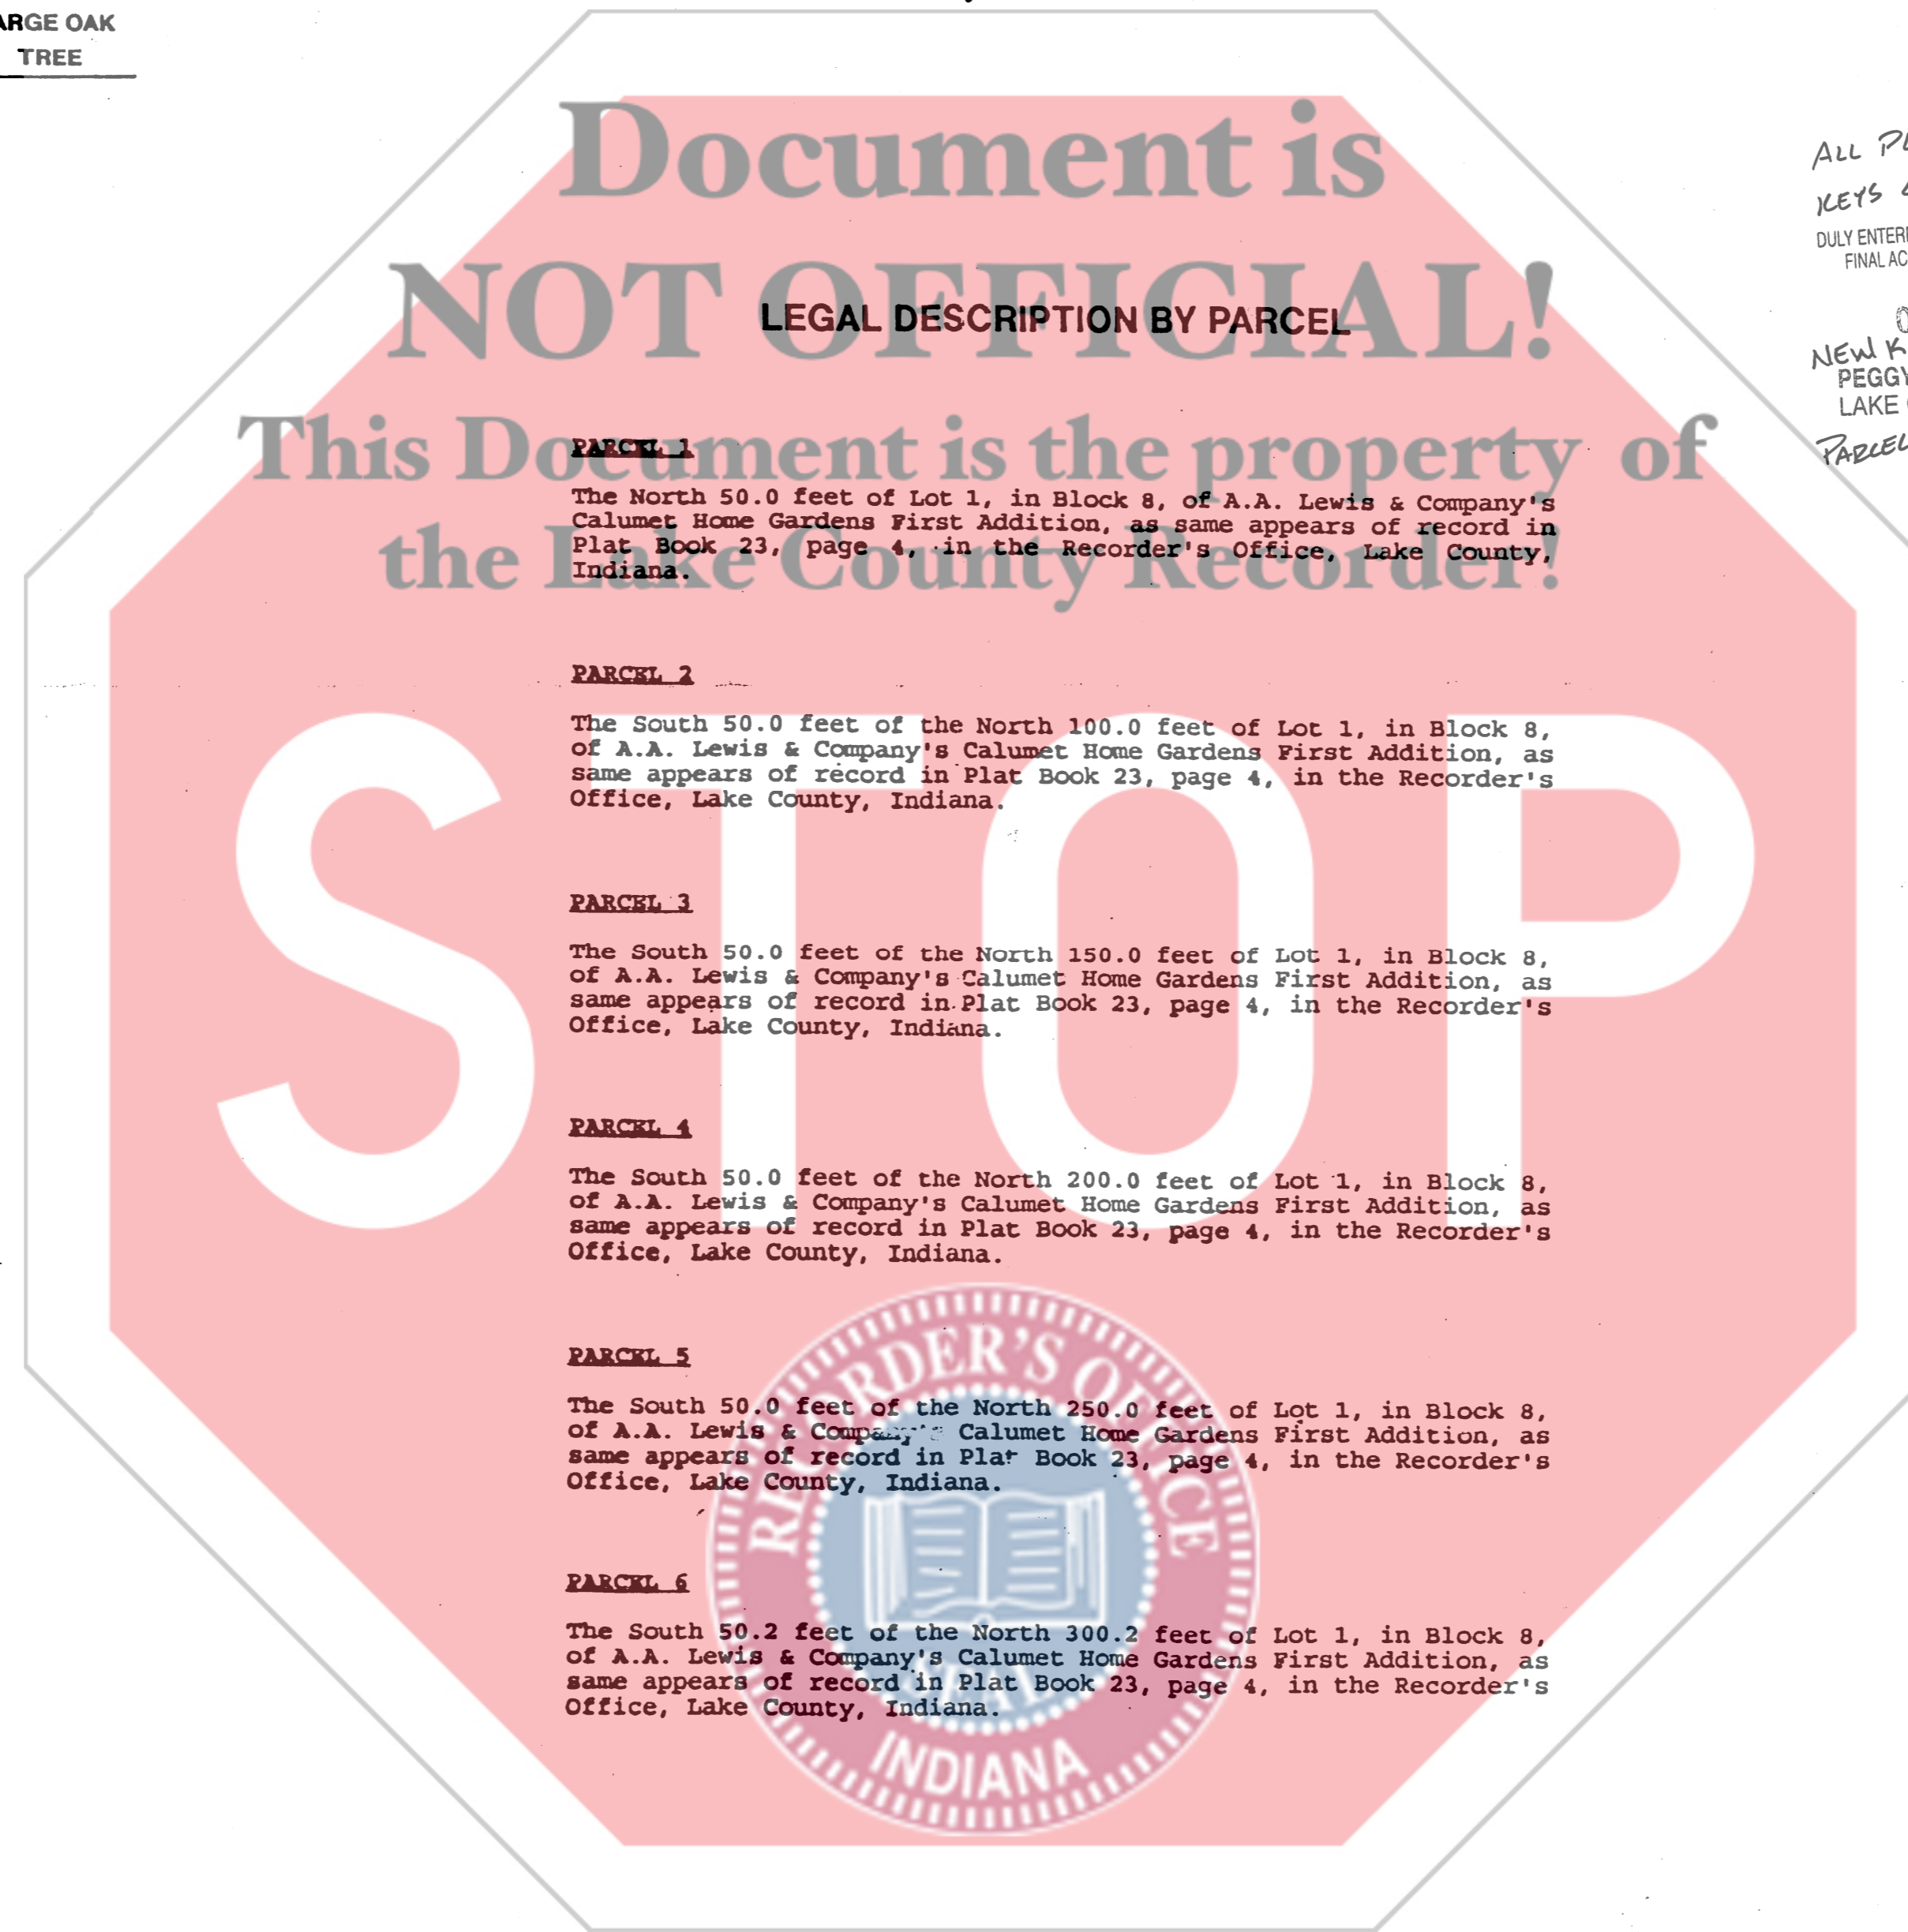 ARGE OAK
TREE
Document is
NOT OFFICIAL!
This Document is the property of
the Lake County Recorder!
STOP
LEGAL DESCRIPTION BY PARCEL
PARCEL 1
The North 50.0 feet of Lot 1, in Block 8, of A.A. Lewis & Company's
Calumet Home Gardens First Addition, as same appears of record in
Plat Book 23, page 4, in the Recorder's Office, Lake County,
Indiana.
PARCEL 2
The South 50.0 feet of the North 100.0 feet of Lot 1, in Block 8,
of A.A. Lewis & Company's Calumet Home Gardens First Addition, as
same appears of record in Plat Book 23, page 4, in the Recorder's
Office, Lake County, Indiana.
PARCEL 3
The South 50.0 feet of the North 150.0 feet of Lot 1, in Block 8,
of A.A. Lewis & Company's Calumet Home Gardens First Addition, as
same appears of record in Plat Book 23, page 4, in the Recorder's
Office, Lake County, Indiana.
PARCEL 4
The South 50.0 feet of the North 200.0 feet of Lot 1, in Block 8,
of A.A. Lewis & Company's Calumet Home Gardens First Addition, as
same appears of record in Plat Book 23, page 4, in the Recorder's
Office, Lake County, Indiana.
PARCEL 5
The South 50.0 feet of the North 250.0 feet of Lot 1, in Block 8,
of A.A. Lewis & Company's Calumet Home Gardens First Addition, as
same appears of record in Plat Book 23, page 4, in the Recorder's
Office, Lake County, Indiana.
PARCEL 6
The South 50.2 feet of the North 300.2 feet of Lot 1, in Block 8,
of A.A. Lewis & Company's Calumet Home Gardens First Addition, as
same appears of record in Plat Book 23, page 4, in the Recorder's
Office, Lake County, Indiana.
RECORDER'S OFFICE
SEAL
INDIANA
ALL
KEYS
DULY ENTER
FINAL AC
NEW K
PEGGY
LAKE
PARCEL